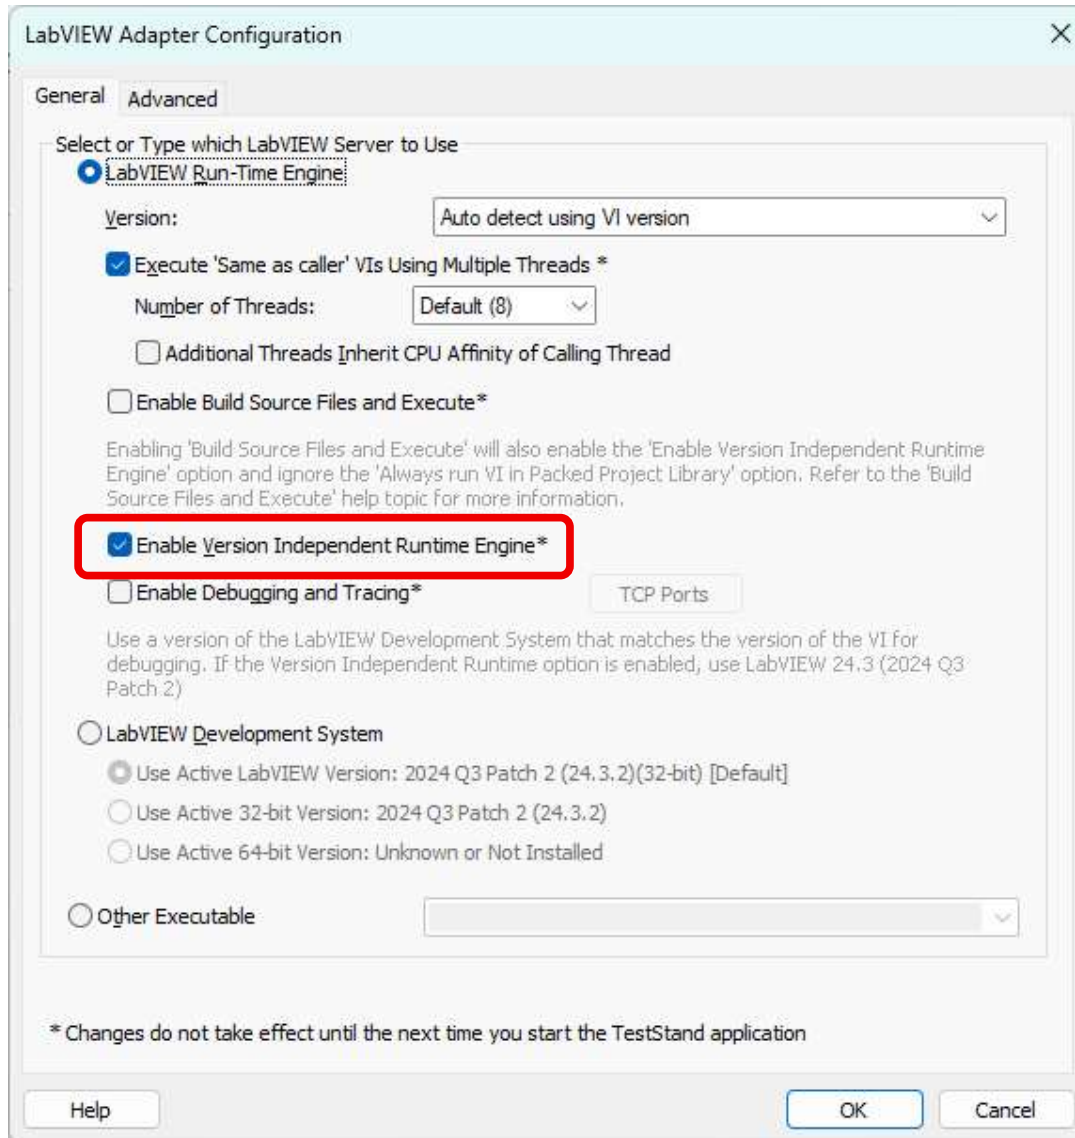 LabVIEW Adapter Configuration
General
Advanced
Select or Type which LabVIEW Server to Use
LabVIEW Run-Time Engine
Version:
Auto detect using VI version
Execute 'Same as caller' VIs Using Multiple Threads *
Number of Threads:
Default (8)
Additional Threads Inherit CPU Affinity of Calling Thread
Enable Build Source Files and Execute*
Enabling 'Build Source Files and Execute' will also enable the 'Enable Version Independent Runtime
Engine' option and ignore the 'Always run VI in Packed Project Library' option. Refer to the 'Build
Source Files and Execute' help topic for more information.
Enable Version Independent Runtime Engine*
Enable Debugging and Tracing*
TCP Ports
Use a version of the LabVIEW Development System that matches the version of the VI for
debugging. If the Version Independent Runtime option is enabled, use LabVIEW 24.3 (2024 Q3
Patch 2)
LabVIEW Development System
Use Active LabVIEW Version: 2024 Q3 Patch 2 (24.3.2)(32-bit) [Default]
Use Active 32-bit Version: 2024 Q3 Patch 2 (24.3.2)
Use Active 64-bit Version: Unknown or Not Installed
Other Executable
* Changes do not take effect until the next time you start the TestStand application
Help
OK
Cancel